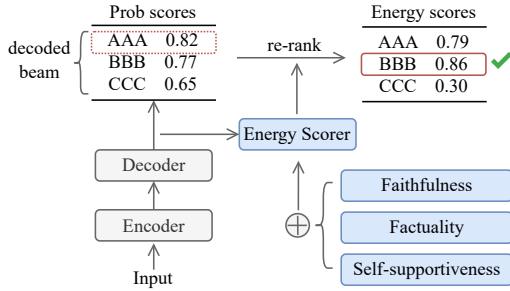 Prob scores
Energy scores
decoded
beam
AAA 0.82
BBB 0.77
CCC 0.65
re-rank
AAA 0.79
BBB 0.86
CCC 0.30
Energy Scorer
Decoder
Encoder
Input
Faithfulness
Factuality
Self-supportiveness